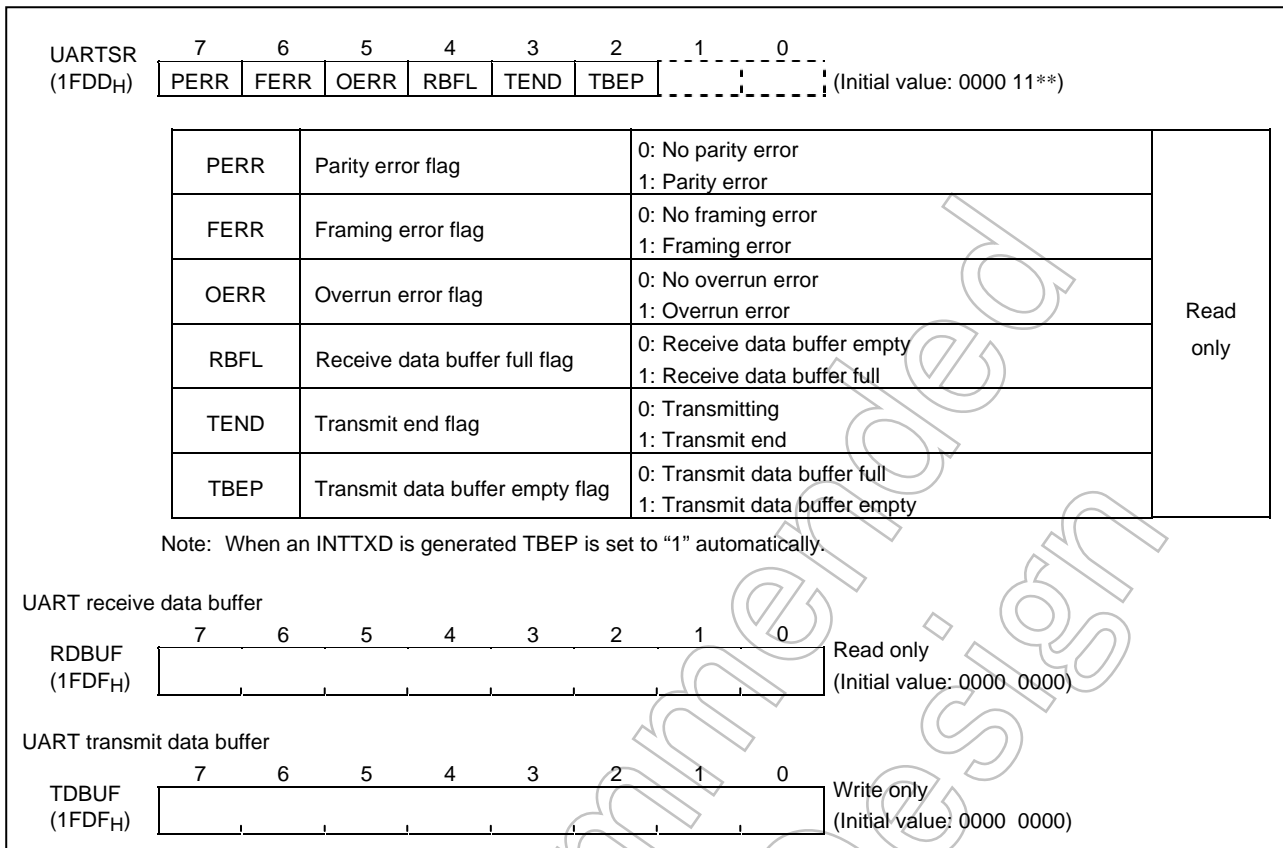 UARTSR
(1FDDH)
7 6 5 4 3 2 1 0
PERR FERR OERR RBFL TEND TBEP
(Initial value: 0000 11**)
PERR Parity error flag 0: No parity error
1: Parity error
FERR Framing error flag 0: No framing error
1: Framing error
OERR Overrun error flag 0: No overrun error
1: Overrun error
RBFL Receive data buffer full flag 0: Receive data buffer empty
1: Receive data buffer full
TEND Transmit end flag 0: Transmitting
1: Transmit end
TBEP Transmit data buffer empty flag 0: Transmit data buffer full
1: Transmit data buffer empty
Read
only
Note: When an INTTXD is generated TBEP is set to “1” automatically.
UART receive data buffer
7 6 5 4 3 2 1 0
RDBUF
(1FDFH)
Read only
(Initial value: 0000 0000)
UART transmit data buffer
7 6 5 4 3 2 1 0
TDBUF
(1FDFH)
Write only
(Initial value: 0000 0000)